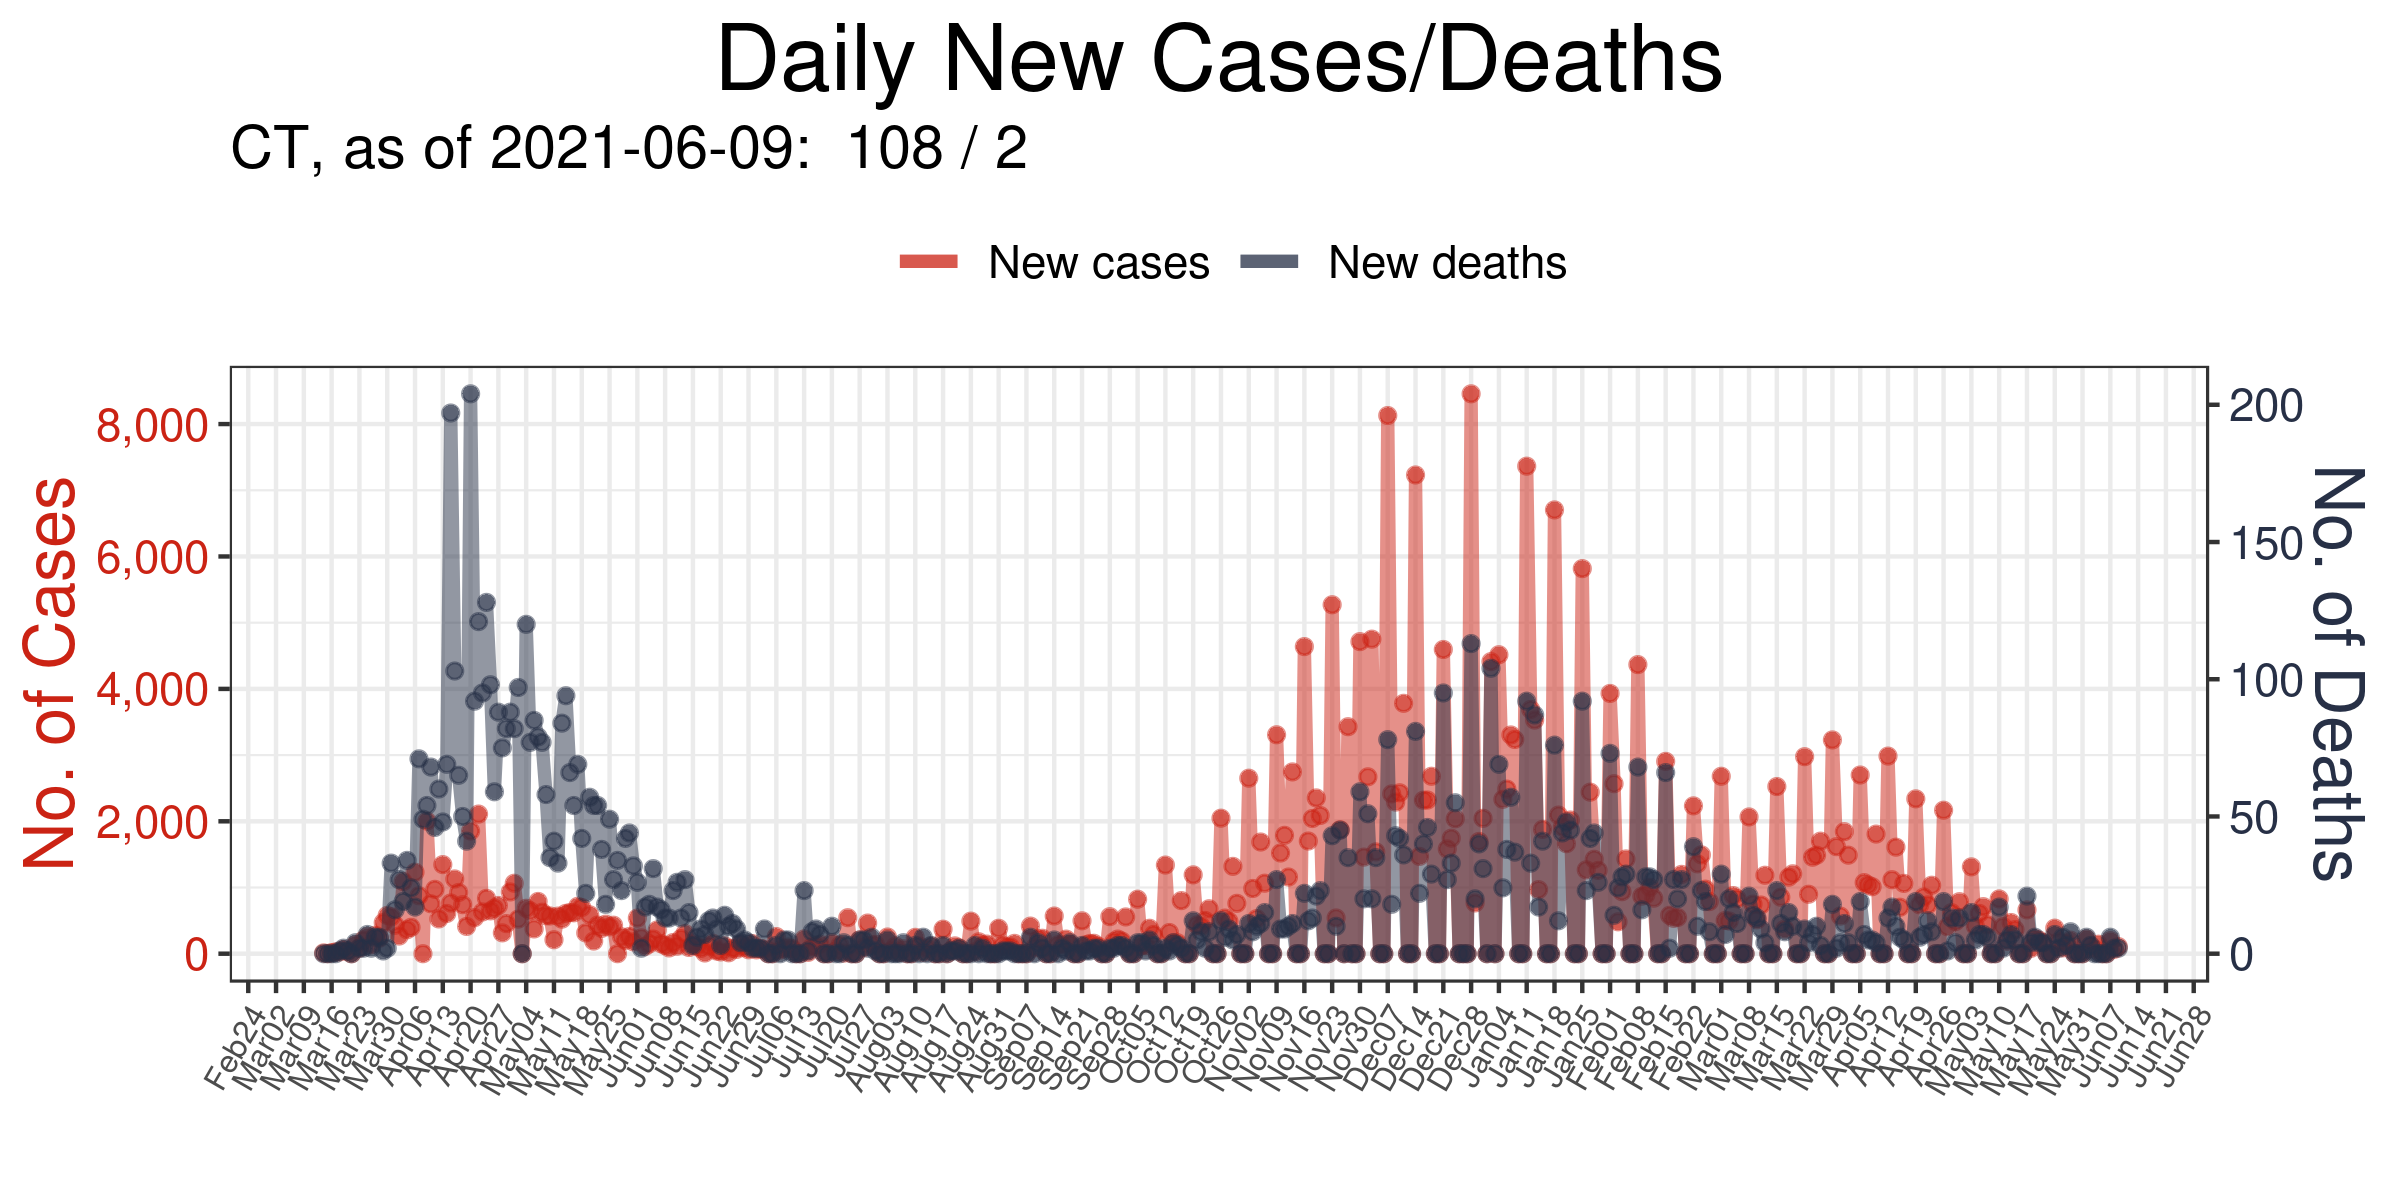 Daily New Cases/Deaths
CT, as of 2021-06-09:  108 / 2
New cases
New deaths
No. of Cases
8,000
6,000
4,000
2,000
0
200
150
100
50
0
No. of Deaths
Feb24
Mar02
Mar09
Mar16
Mar23
Mar30
Apr06
Apr13
Apr20
Apr27
May04
May11
May18
May25
Jun01
Jun08
Jun15
Jun22
Jun29
Jul06
Jul13
Jul20
Jul27
Aug03
Aug10
Aug17
Aug24
Aug31
Sep07
Sep14
Sep21
Sep28
Oct05
Oct12
Oct19
Oct26
Nov02
Nov09
Nov16
Nov23
Nov30
Dec07
Dec14
Dec21
Dec28
Jan04
Jan11
Jan18
Jan25
Feb01
Feb08
Feb15
Feb22
Mar01
Mar08
Mar15
Mar22
Mar29
Apr05
Apr12
Apr19
Apr26
May03
May10
May17
May24
May31
Jun07
Jun14
Jun21
Jun28